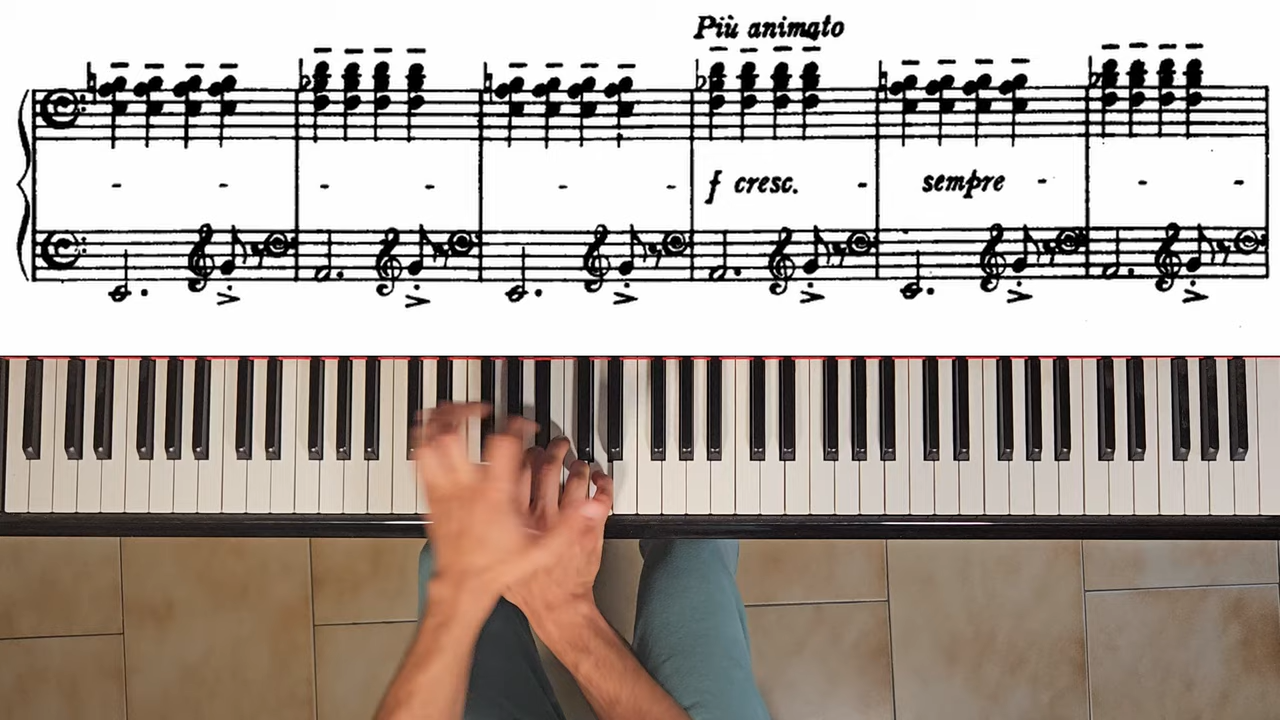 Più animato
f cresc. - sempre - - -